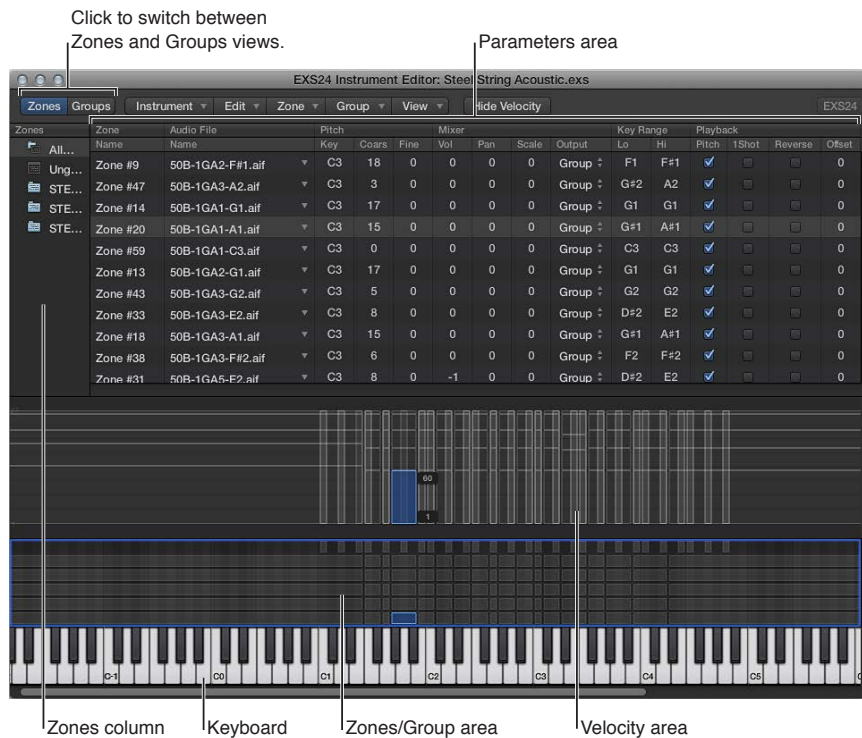 Click to switch between
Zones and Groups views.
Parameters area
EXS24 Instrument Editor: Steel String Acoustic.exs
Zones Groups Instrument Edit Zone Group View Hide Velocity EXS24
Zones Zone Audio File Pitch Mixer Key Range Playback
All... Name Name Key Coars Fine Vol Pan Scale Output Lo Hi Pitch 1Shot Reverse Offset
Ung... Zone #9 50B-1GA2-F#1.aif C3 18 0 0 0 0 Group F1 F#1 0
STE... Zone #47 50B-1GA3-A2.aif C3 3 0 0 0 0 Group G#2 A2 0
STE... Zone #14 50B-1GA1-G1.aif C3 17 0 0 0 0 Group G1 G1 0
STE... Zone #20 50B-1GA1-A1.aif C3 15 0 0 0 0 Group G#1 A#1 0
Zone #59 50B-1GA1-C3.aif C3 0 0 0 0 0 Group C3 C3 0
Zone #13 50B-1GA2-G1.aif C3 17 0 0 0 0 Group G1 G1 0
Zone #43 50B-1GA3-G2.aif C3 5 0 0 0 0 Group G2 G2 0
Zone #33 50B-1GA3-E2.aif C3 8 0 0 0 0 Group D#2 E2 0
Zone #18 50B-1GA3-A1.aif C3 15 0 0 0 0 Group G#1 A#1 0
Zone #38 50B-1GA3-F#2.aif C3 6 0 0 0 0 Group F2 F#2 0
Zone #31 50B-1GA5-E2.aif C3 8 0 -1 0 0 Group D#2 E2 0
60
1
C-1 C0 C1 C2 C3 C4 C5
Zones column Keyboard Zones/Group area Velocity area